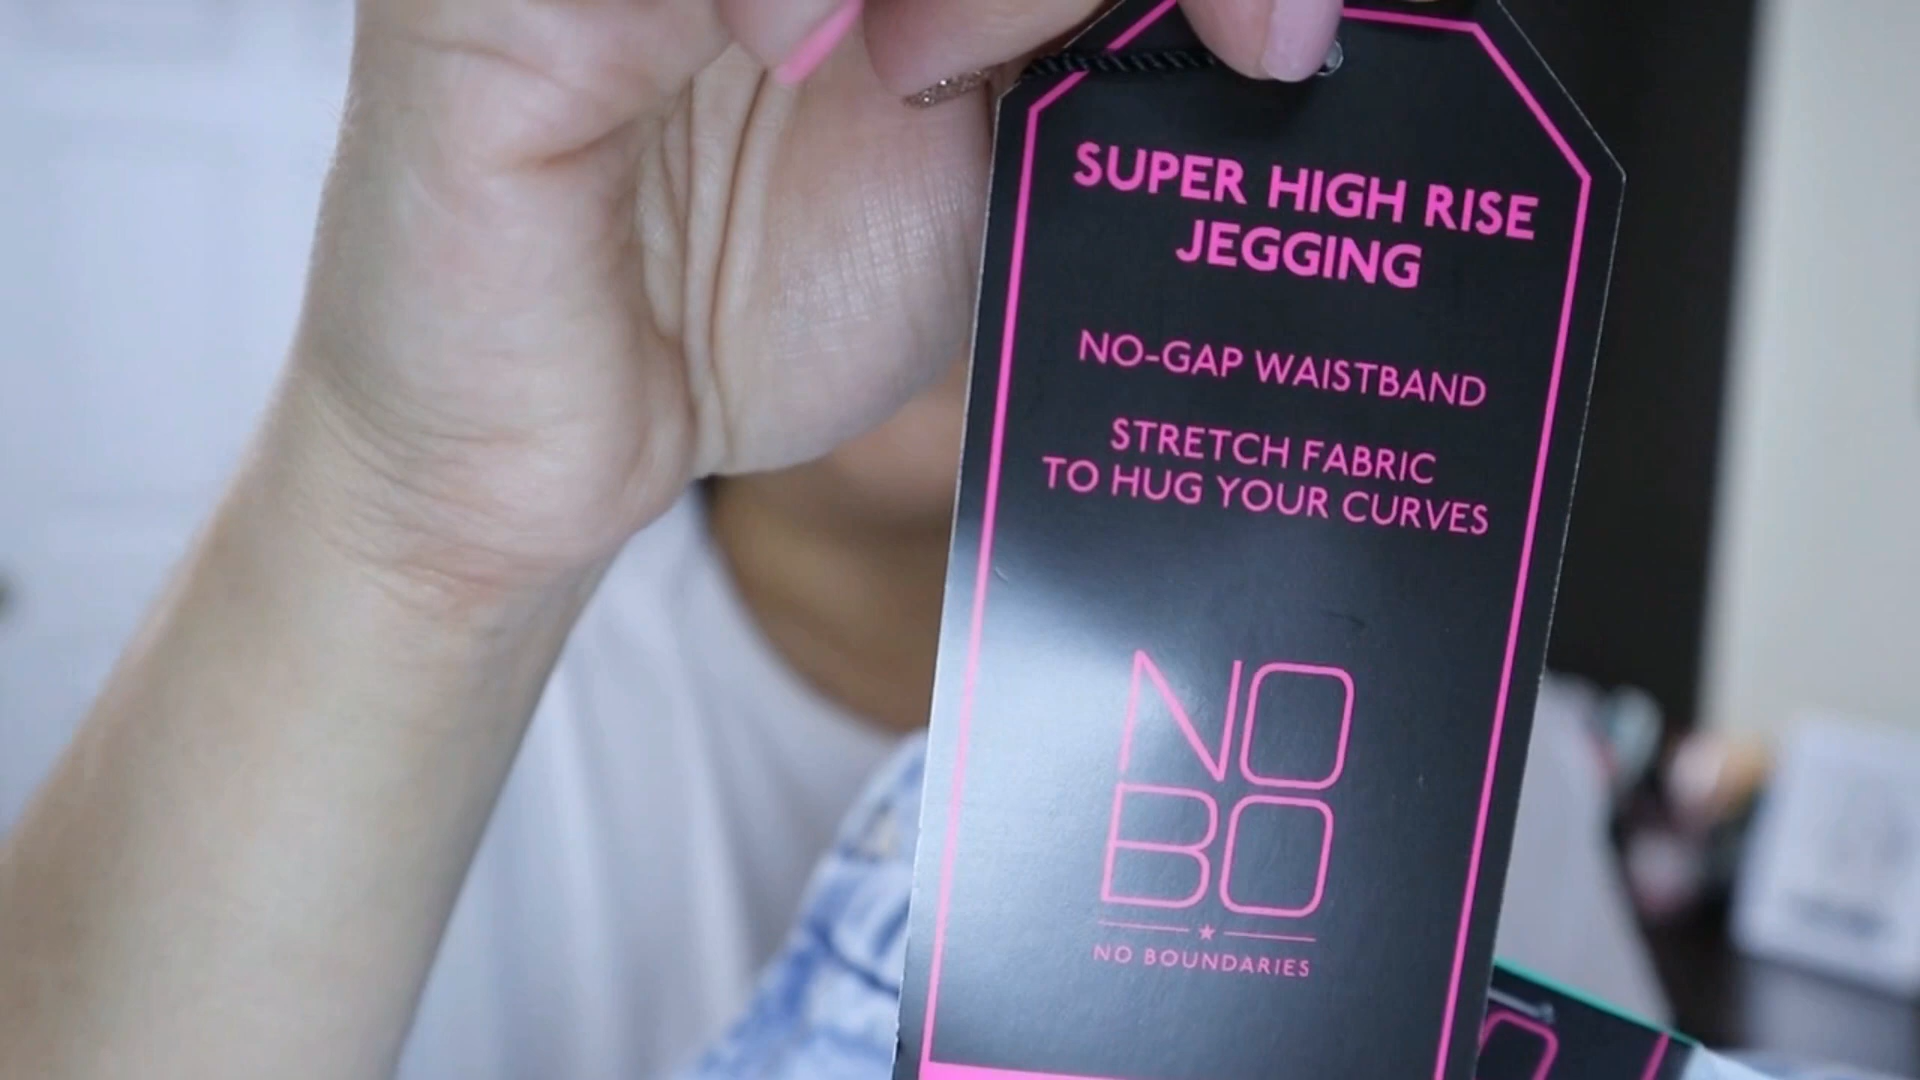 SUPER HIGH RISE
JEGGING
NO-GAP WAISTBAND
STRETCH FABRIC
TO HUG YOUR CURVES
NO
BO
NO BOUNDARIES